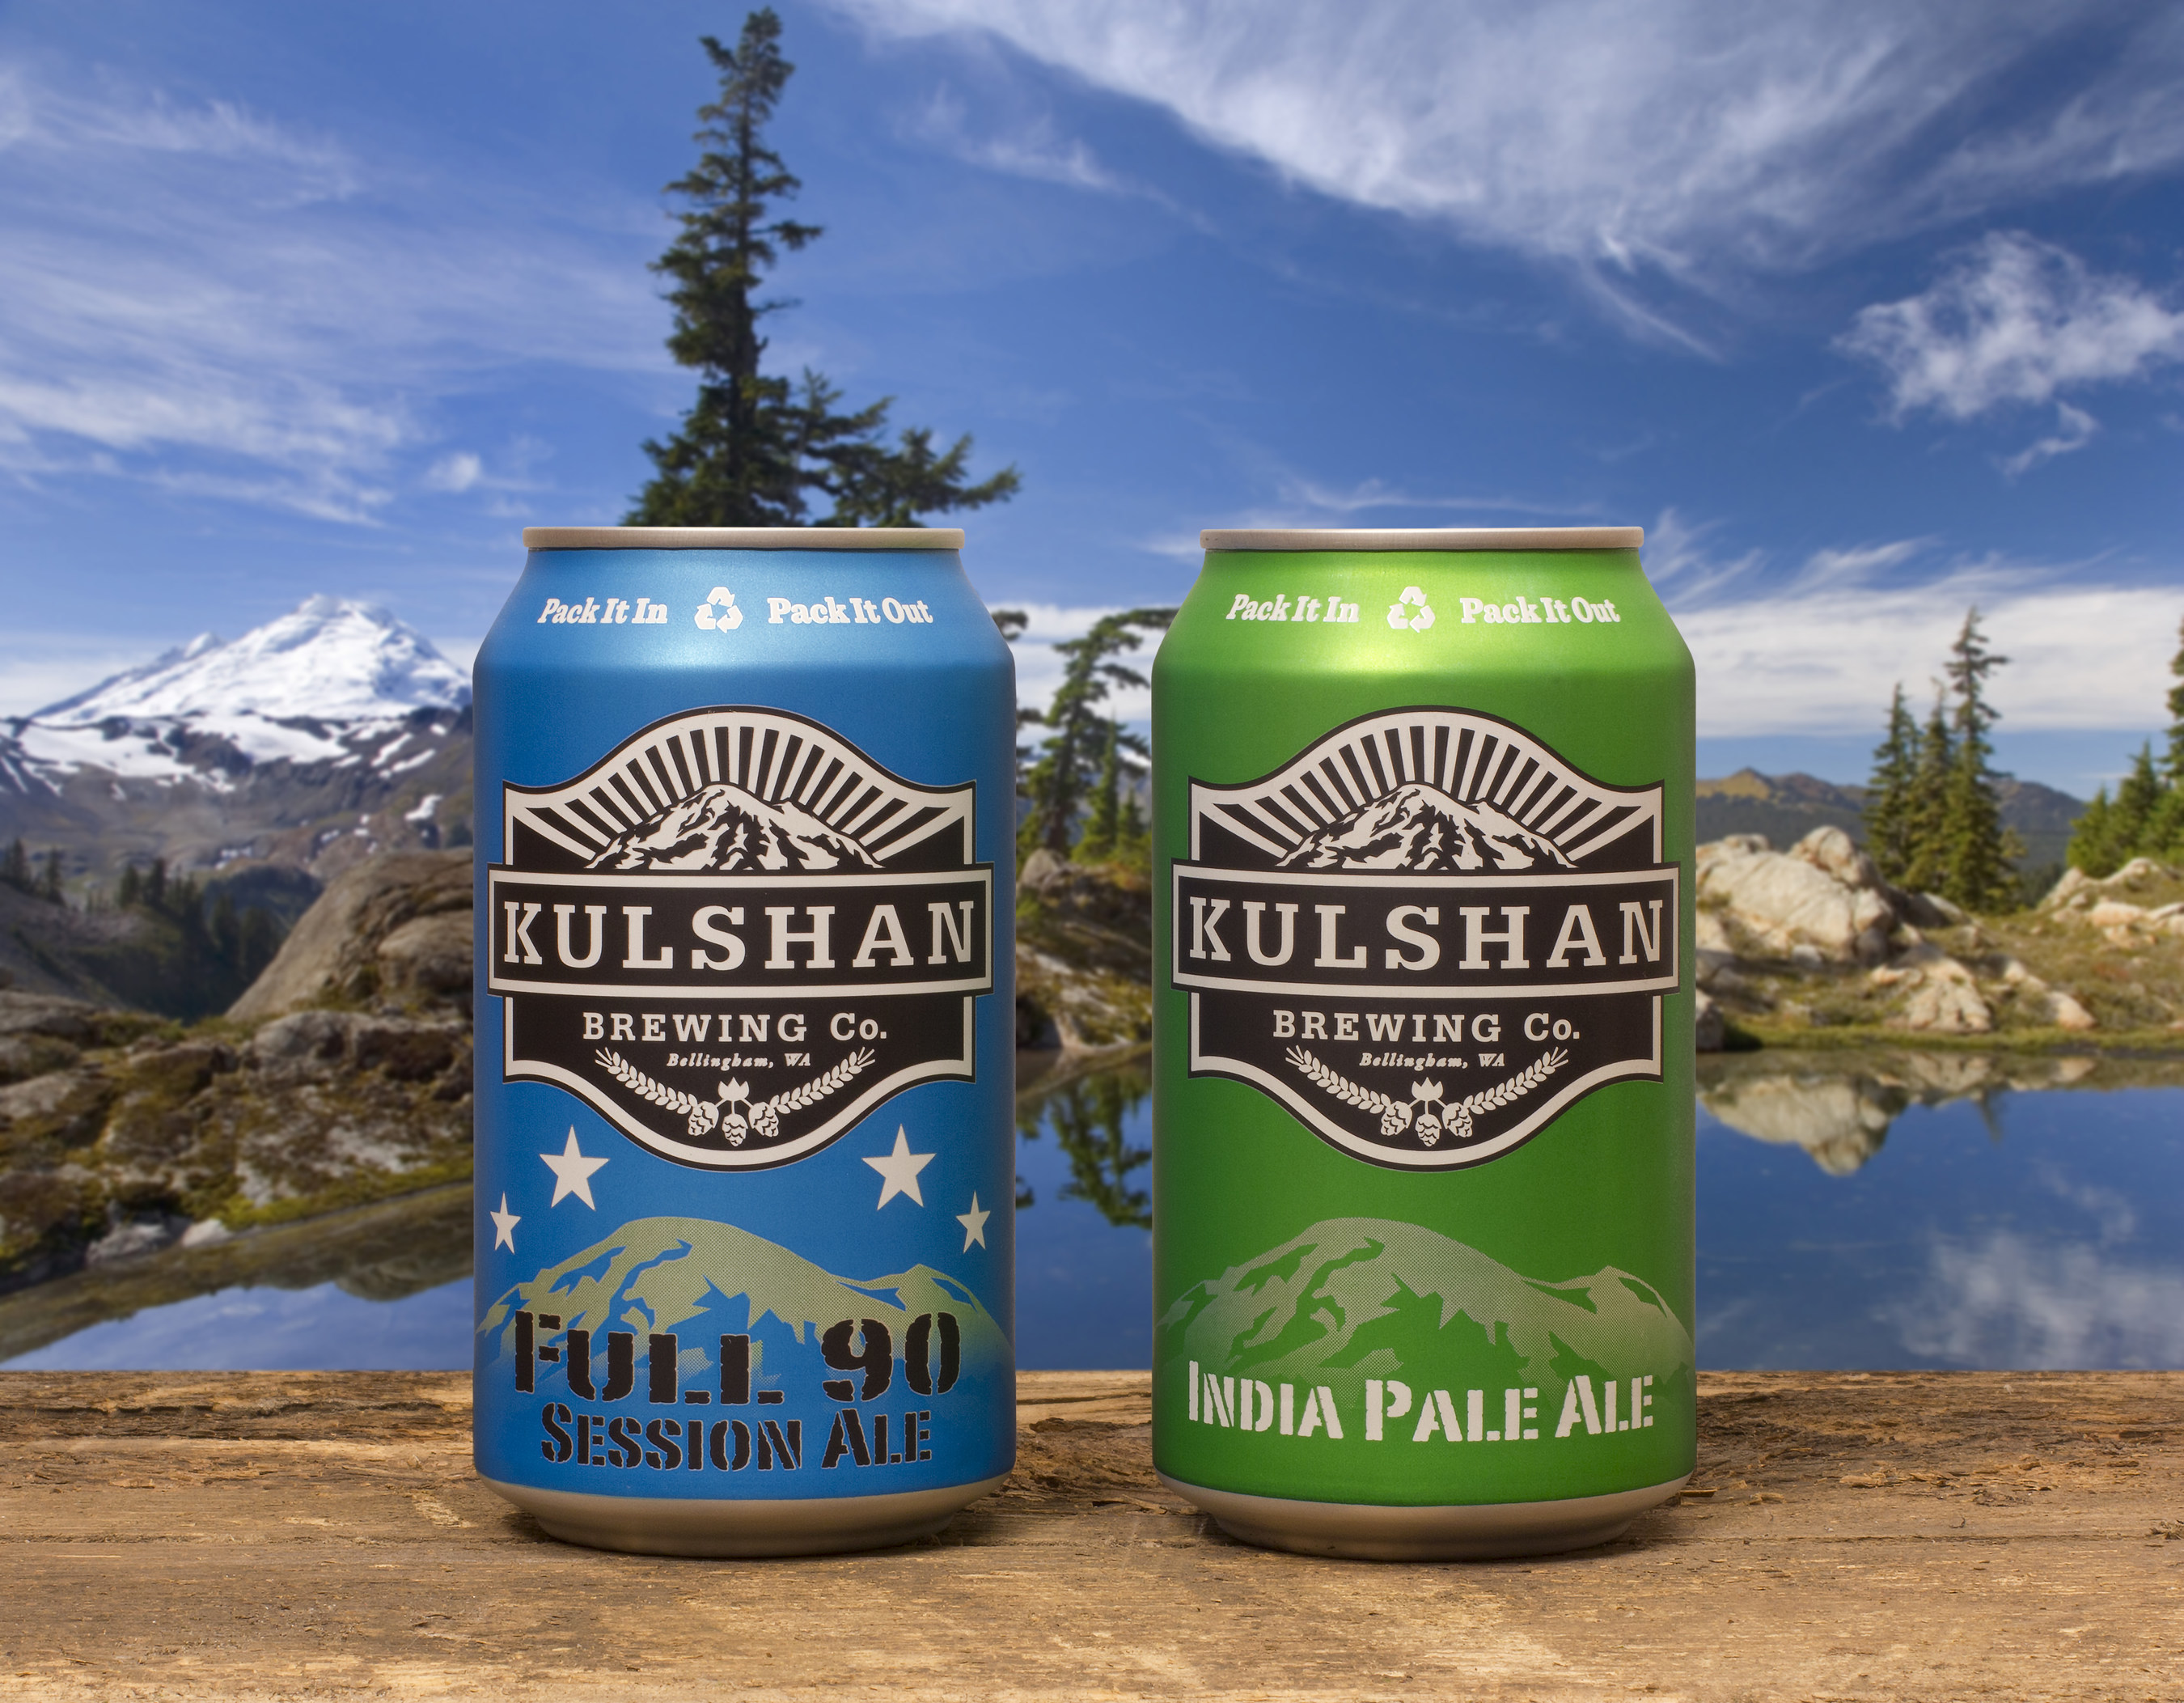 Pack It In Pack It Out
KULSHAN
BREWING Co.
Bellingham, WA
FULL 90
SESSION ALE
Pack It In Pack It Out
KULSHAN
BREWING Co.
Bellingham, WA
INDIA PALE ALE